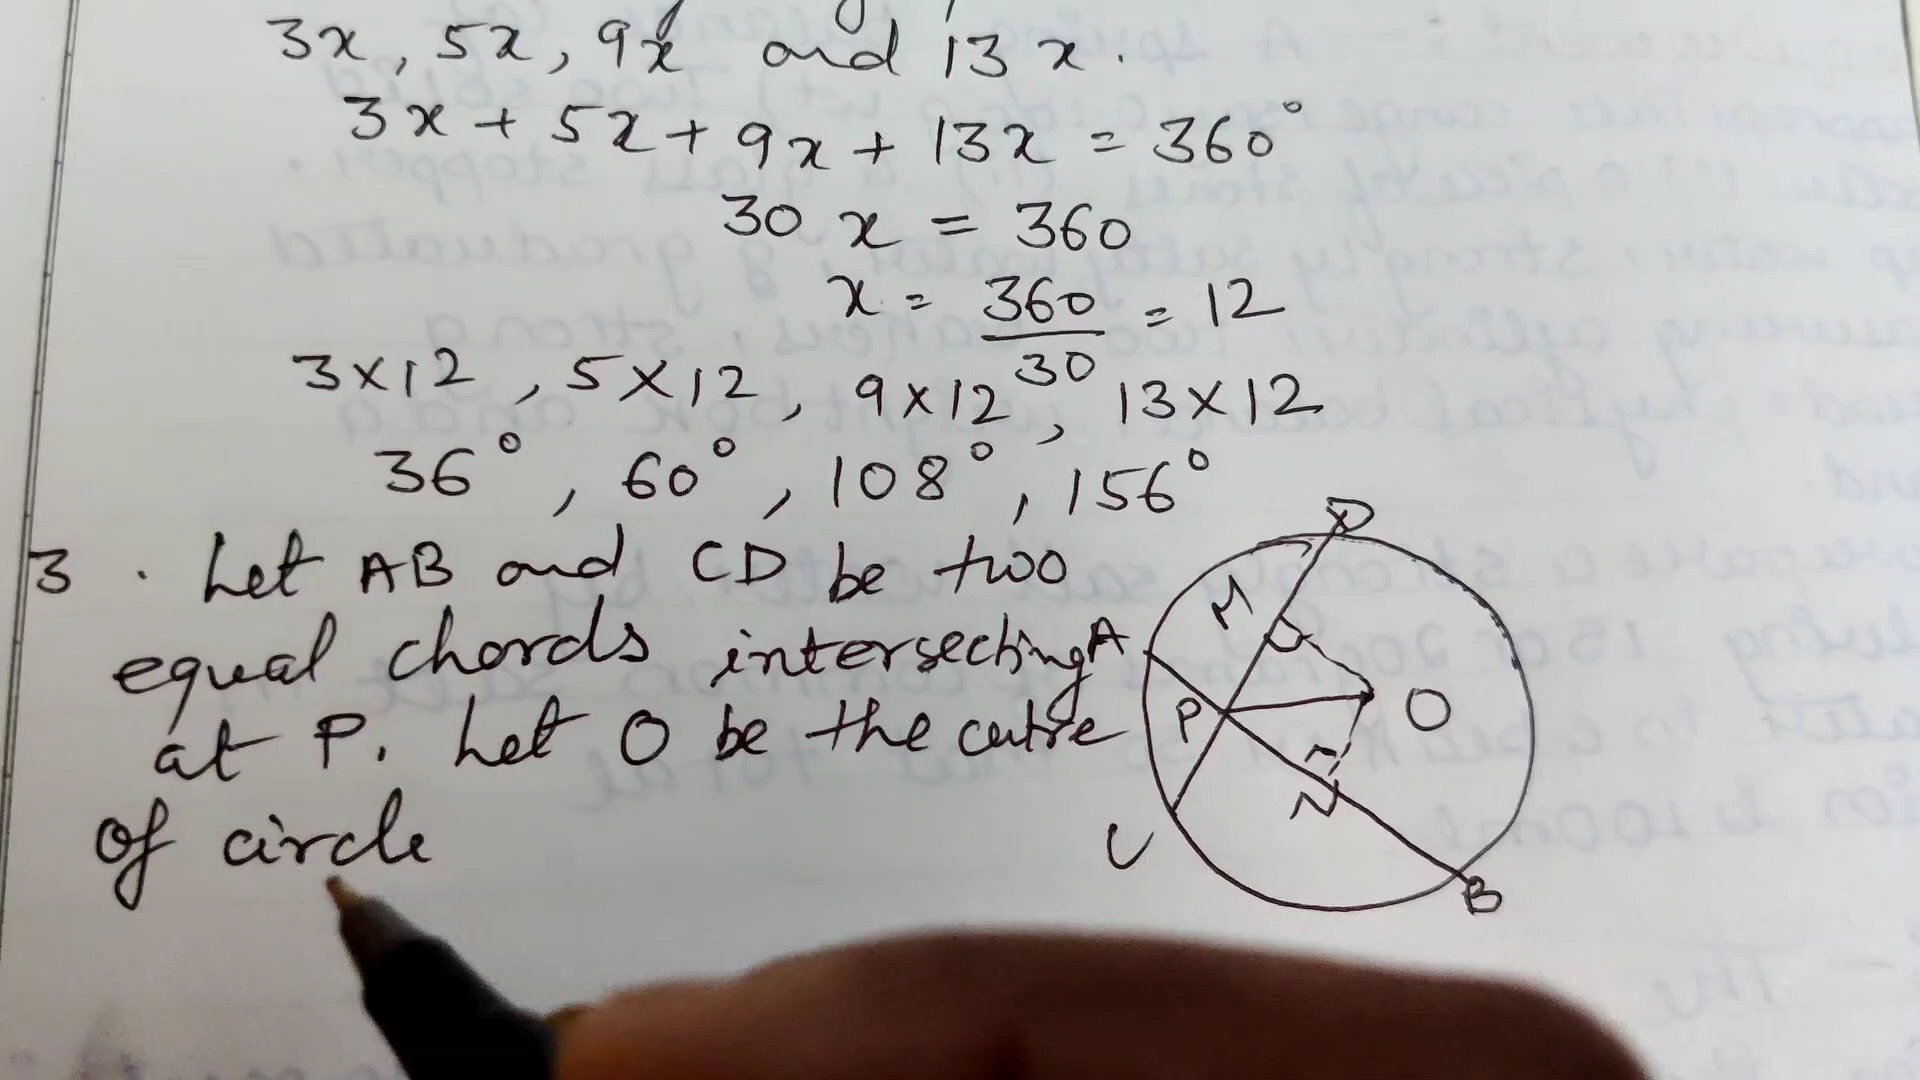 3x, 5x, 9x and 13x.
3x + 5x + 9x + 13x = 360°
30 x = 360
x = 360/30 = 12
3×12, 5×12, 9×12, 13×12
36°, 60°, 108°, 156°
3. Let AB and CD be two
equal chords intersecting
at P. Let O be the centre
of circle
D
M
A
P
O
N
C
B